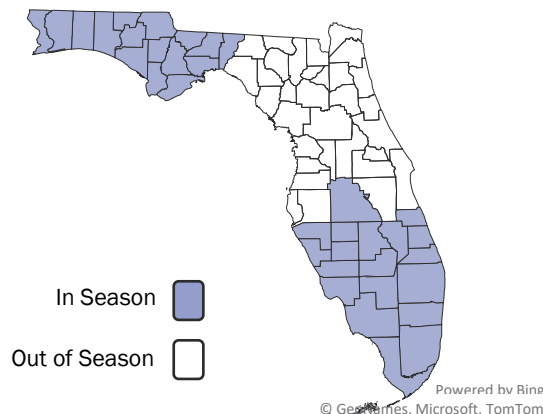 In Season
Out of Season
Powered by Bing
© GeoNames, Microsoft, TomTom